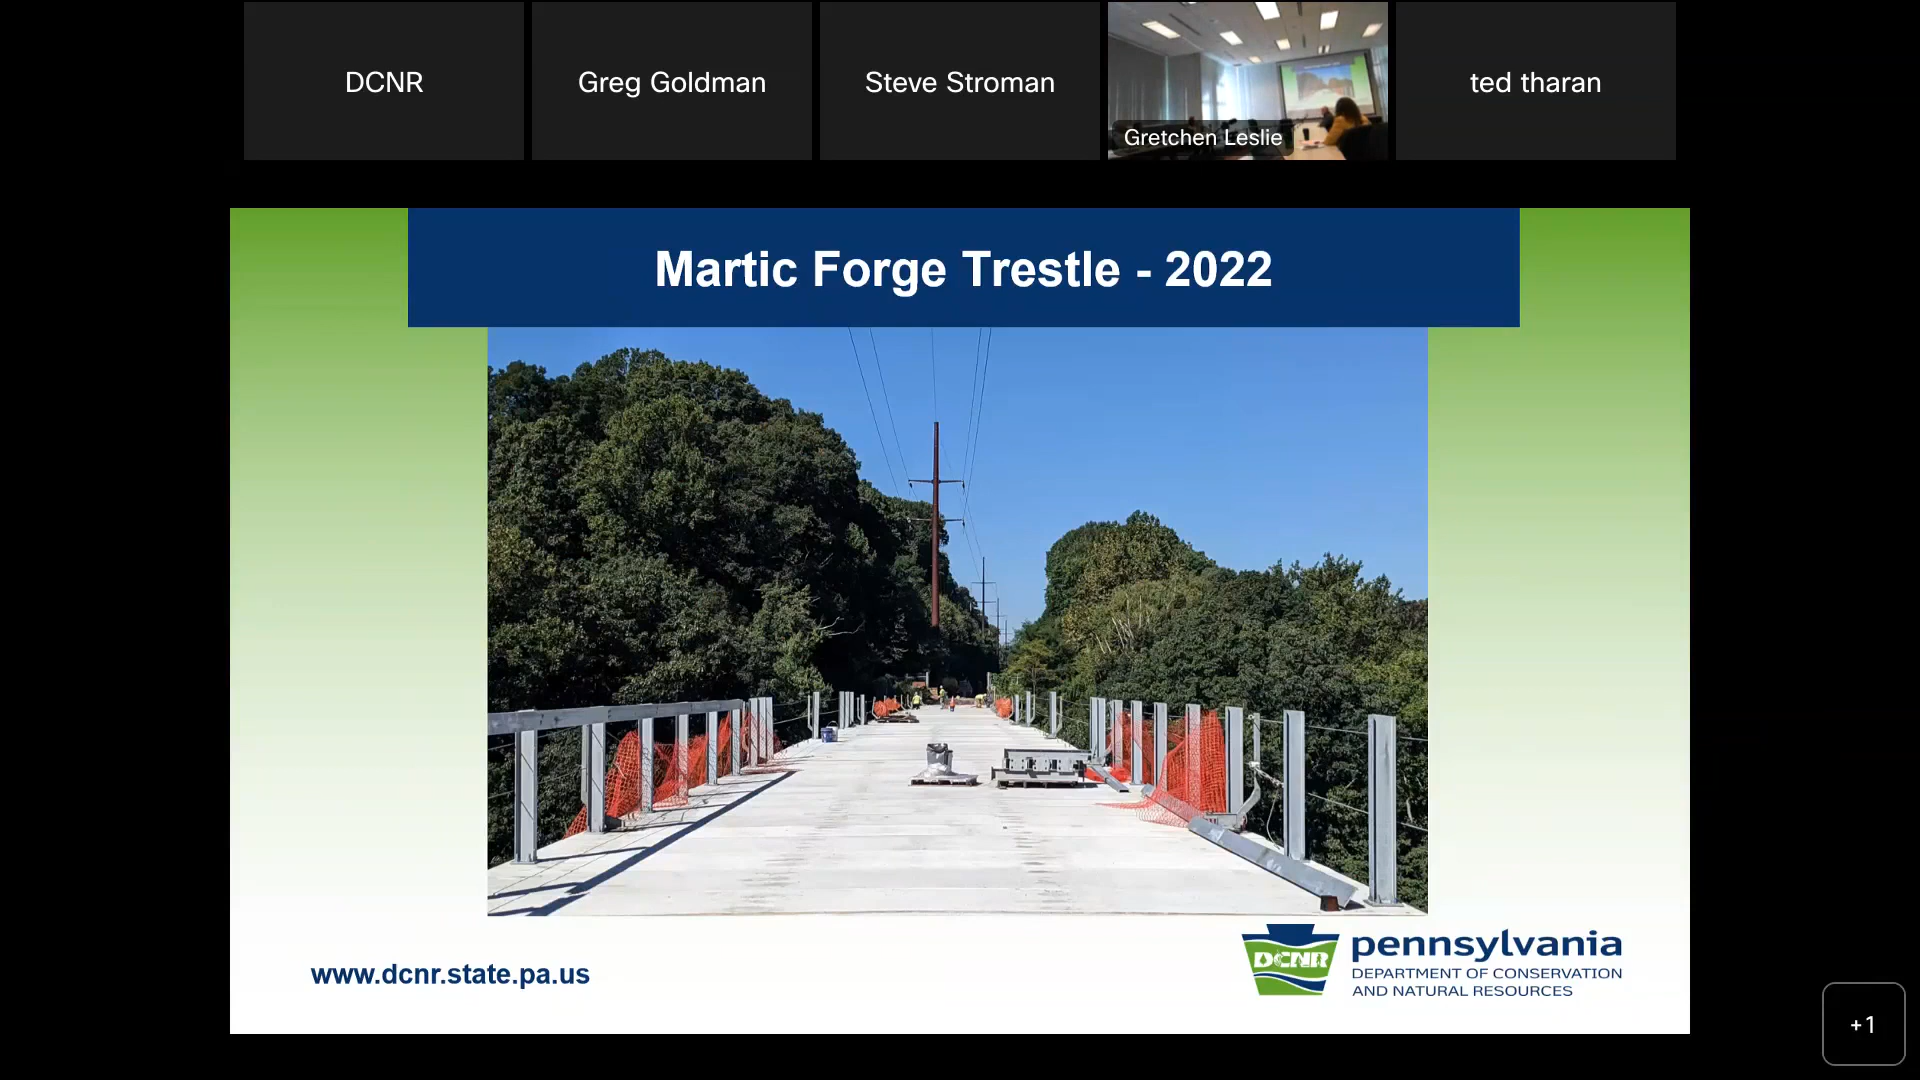 DCNR
Greg Goldman
Steve Stroman
Gretchen Leslie
ted tharan
Martic Forge Trestle - 2022
www.dcnr.state.pa.us
DCNR
pennsylvania
DEPARTMENT OF CONSERVATION
AND NATURAL RESOURCES
+1